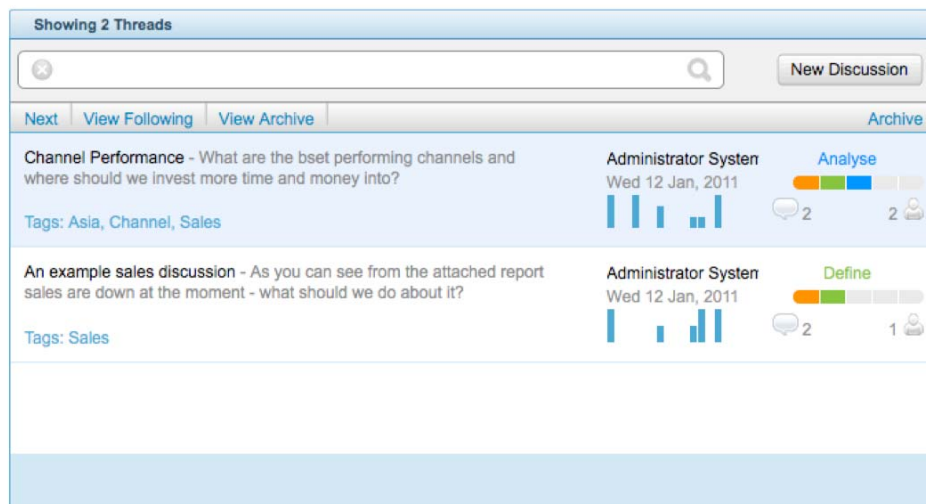 Showing 2 Threads
New Discussion
Next View Following View Archive Archive
Channel Performance - What are the bset performing channels and
where should we invest more time and money into?
Tags: Asia, Channel, Sales
Administrator System
Wed 12 Jan, 2011
Analyse
2 2
An example sales discussion - As you can see from the attached report
sales are down at the moment - what should we do about it?
Tags: Sales
Administrator System
Wed 12 Jan, 2011
Define
2 1